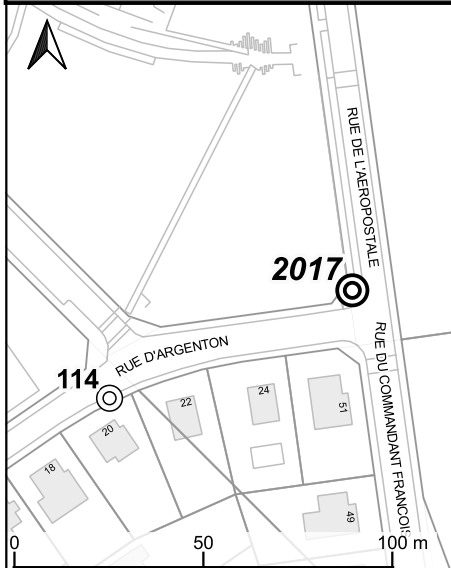 RUE DE L'AEROPOSTALE
2017
RUE D'ARGENTON
RUE DU COMMANDANT FRANCOIS
114
24
22
51
20
18
49
0 50 100 m